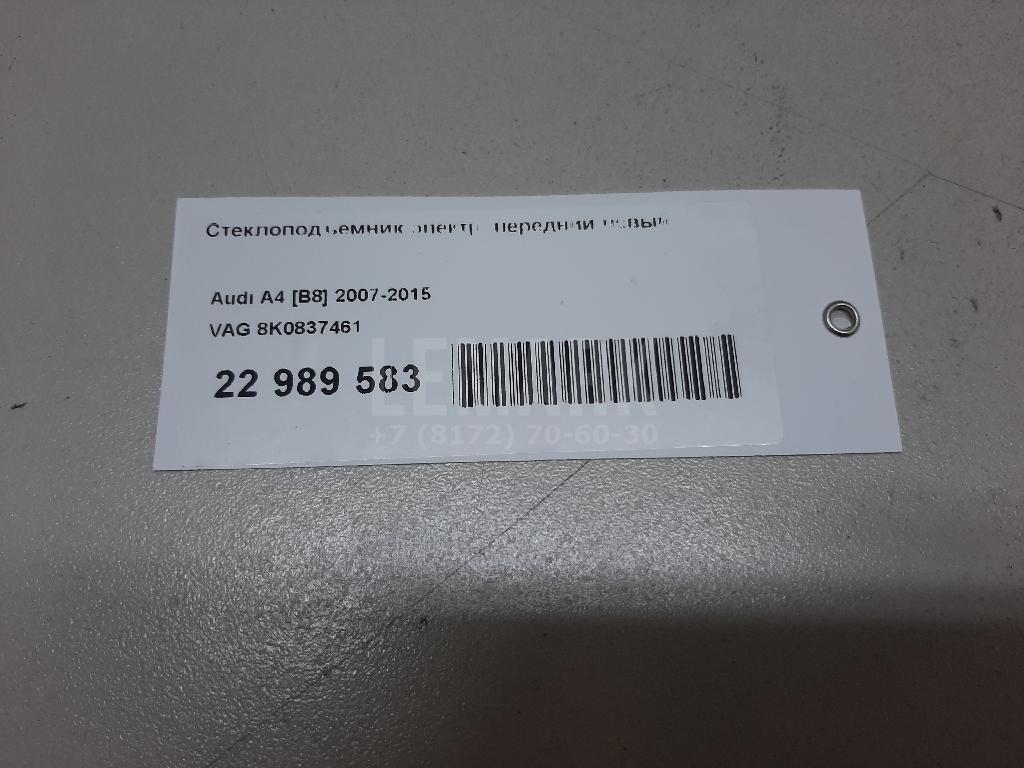 Стеклоподъемник электр. передний левый
Audi A4 [B8] 2007-2015
VAG 8K0837461
22 989 583
+7 (8172) 70-60-30